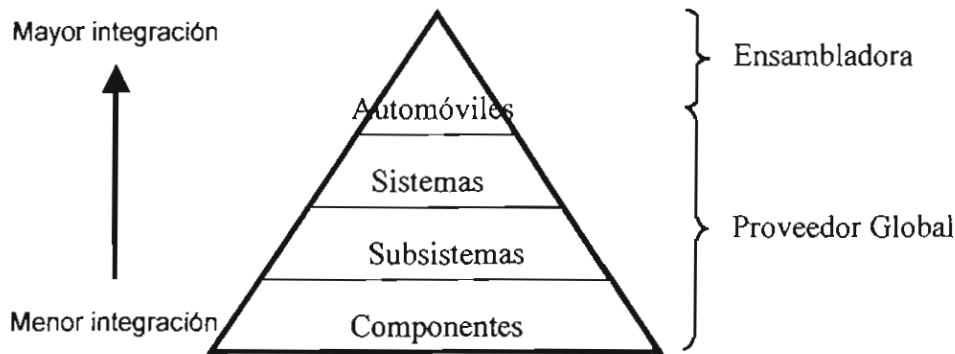 Mayor integración
Ensambladora
Automóviles
Sistemas
Proveedor Global
Subsistemas
Menor integración
Componentes